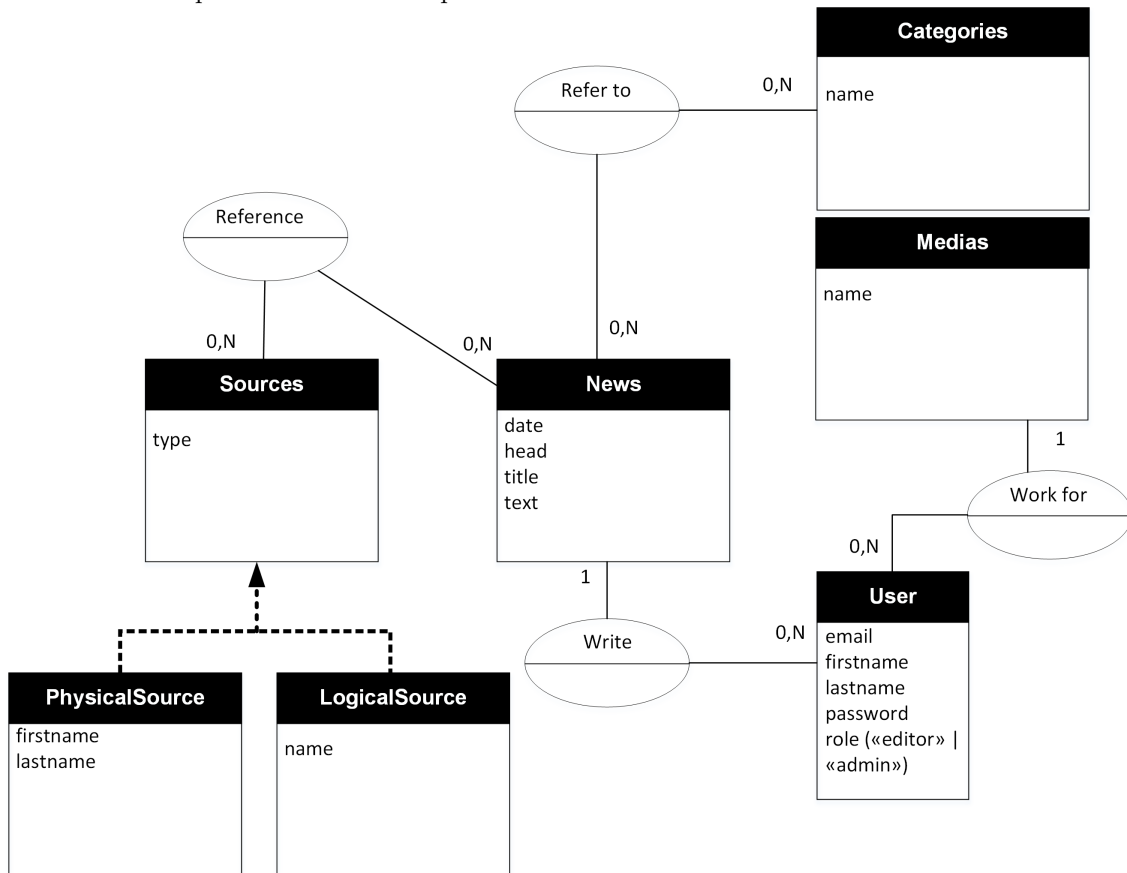 Categories
name
Refer to
0,N
Medias
name
Reference
0,N
0,N
0,N
Sources
type
News
date
head
title
text
1
Work for
0,N
1
User
email
firstname
lastname
password
role («editor» |
«admin»)
Write
0,N
PhysicalSource
firstname
lastname
LogicalSource
name